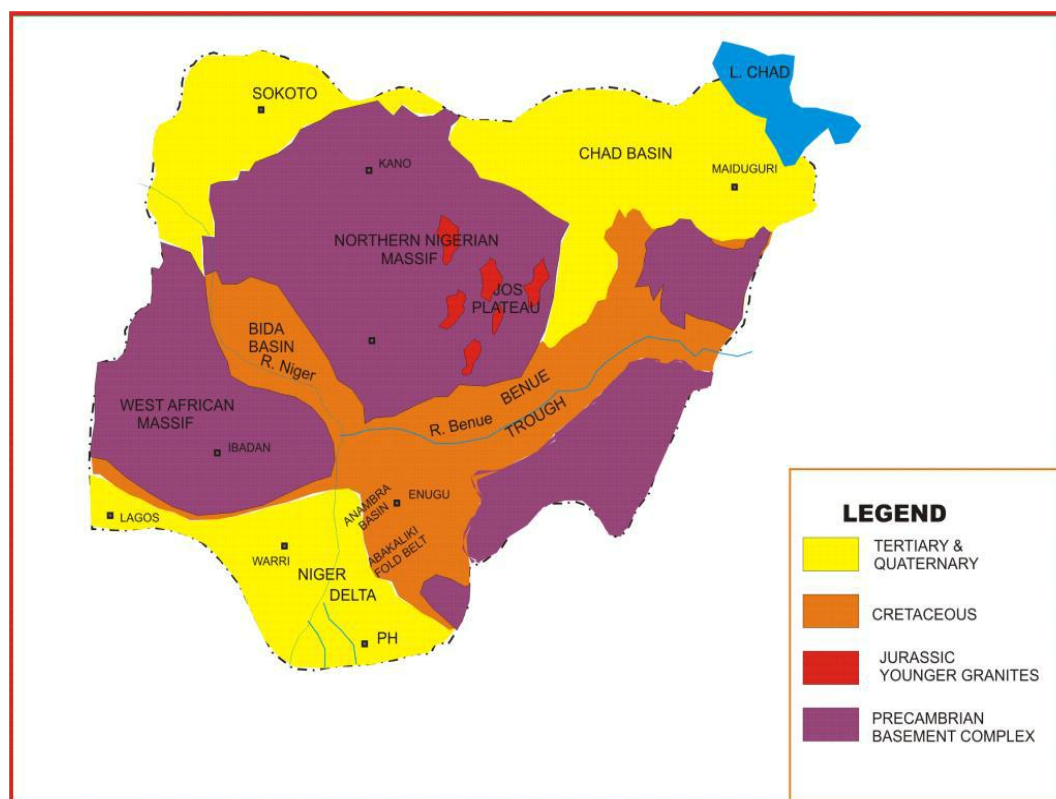 L. CHAD
SOKOTO
CHAD BASIN
MAIDUGURI
KANO
NORTHERN NIGERIAN
MASSIF
JOS
PLATEAU
BIDA
BASIN
R. Niger
BENUE
TROUGH
R. Benue
WEST AFRICAN
MASSIF
IBADAN
ENUGU
ANAMBRA
BASIN
LAGOS
ABAKALIKI
FOLD BELT
WARRI
NIGER
DELTA
PH
LEGEND
TERTIARY &
QUATERNARY
CRETACEOUS
JURASSIC
YOUNGER GRANITES
PRECAMBRIAN
BASEMENT COMPLEX